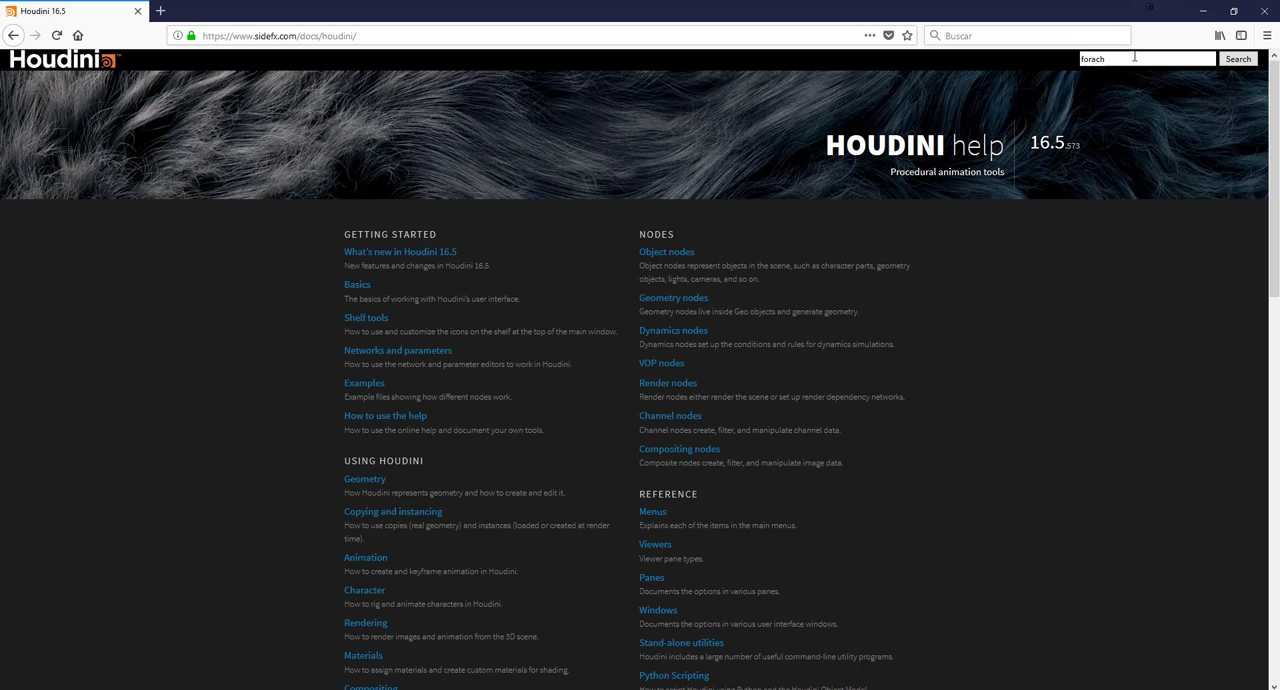 Houdini 16.5
https://www.sidefx.com/docs/houdini/
Buscar
Houdini
forach
Search
HOUDINI help
16.5.573
Procedural animation tools
GETTING STARTED
What's new in Houdini 16.5
New features and changes in Houdini 16.5.
Basics
The basics of working with Houdini's user interface.
Shelf tools
How to use and customize the icons on the shelf at the top of the main window.
Networks and parameters
How to use the network and parameter editors to work in Houdini.
Examples
Example files showing how different nodes work.
How to use the help
How to use the online help and document your own tools.
USING HOUDINI
Geometry
How Houdini represents geometry and how to create and edit it.
Copying and instancing
How to use copies (real geometry) and instances (loaded or created at render
time).
Animation
How to create and keyframe animation in Houdini.
Character
How to rig and animate characters in Houdini.
Rendering
How to render images and animation from the 3D scene.
Materials
How to assign materials and create custom materials for shading.
Compositing
NODES
Object nodes
Object nodes represent objects in the scene, such as character parts, geometry
objects, lights, cameras, and so on.
Geometry nodes
Geometry nodes live inside Geo objects and generate geometry.
Dynamics nodes
Dynamics nodes set up the conditions and rules for dynamics simulations.
VOP nodes
Render nodes
Render nodes either render the scene or set up render dependency networks.
Channel nodes
Channel nodes create, filter, and manipulate channel data.
Compositing nodes
Composite nodes create, filter, and manipulate image data.
REFERENCE
Menus
Explains each of the items in the main menus.
Viewers
Viewer pane types.
Panes
Documents the options in various panes.
Windows
Documents the options in various user interface windows.
Stand-alone utilities
Houdini includes a large number of useful command-line utility programs.
Python Scripting
How to script Houdini using Python and the Houdini Object Model.